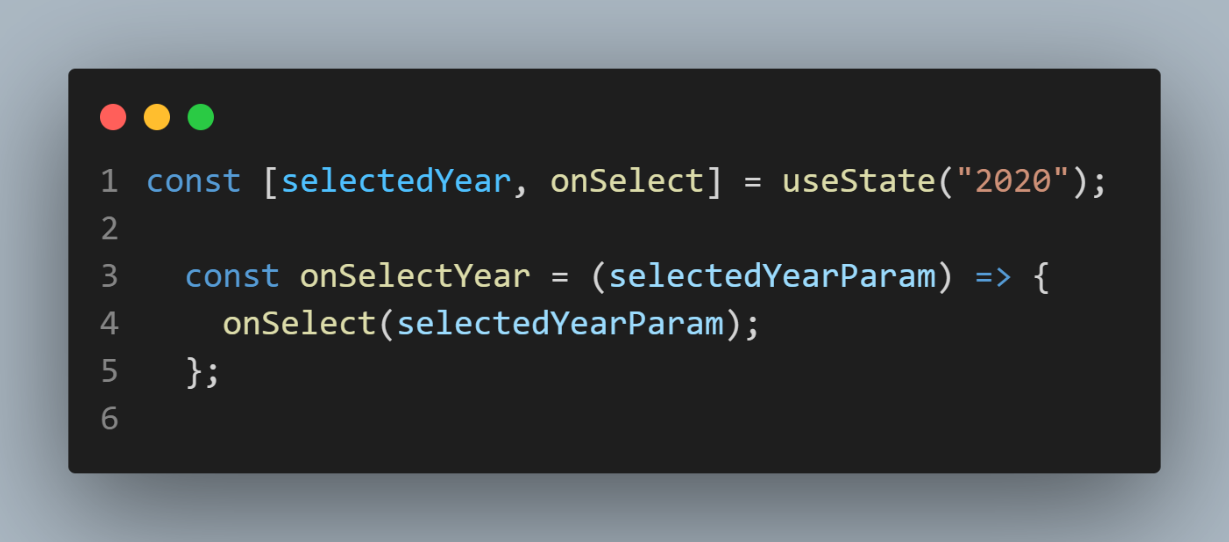 1 const [selectedYear, onSelect] = useState("2020");
2
3   const onSelectYear = (selectedYearParam) => {
4     onSelect(selectedYearParam);
5   };
6